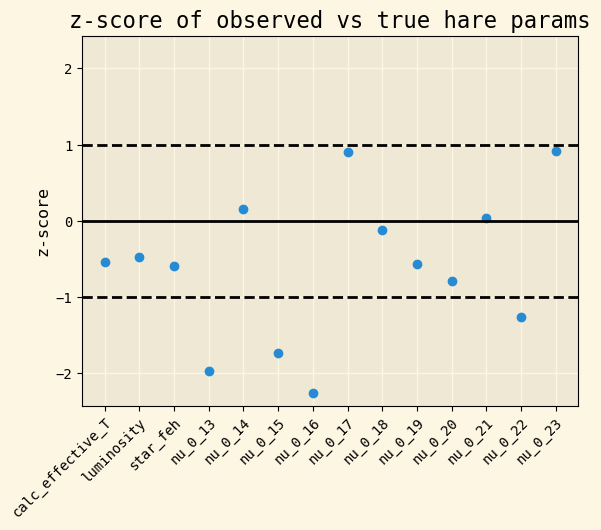 z-score of observed vs true hare params
z-score
2
1
0
−1
−2
calc_effective_T
luminosity
star_feh
nu_0_13
nu_0_14
nu_0_15
nu_0_16
nu_0_17
nu_0_18
nu_0_19
nu_0_20
nu_0_21
nu_0_22
nu_0_23